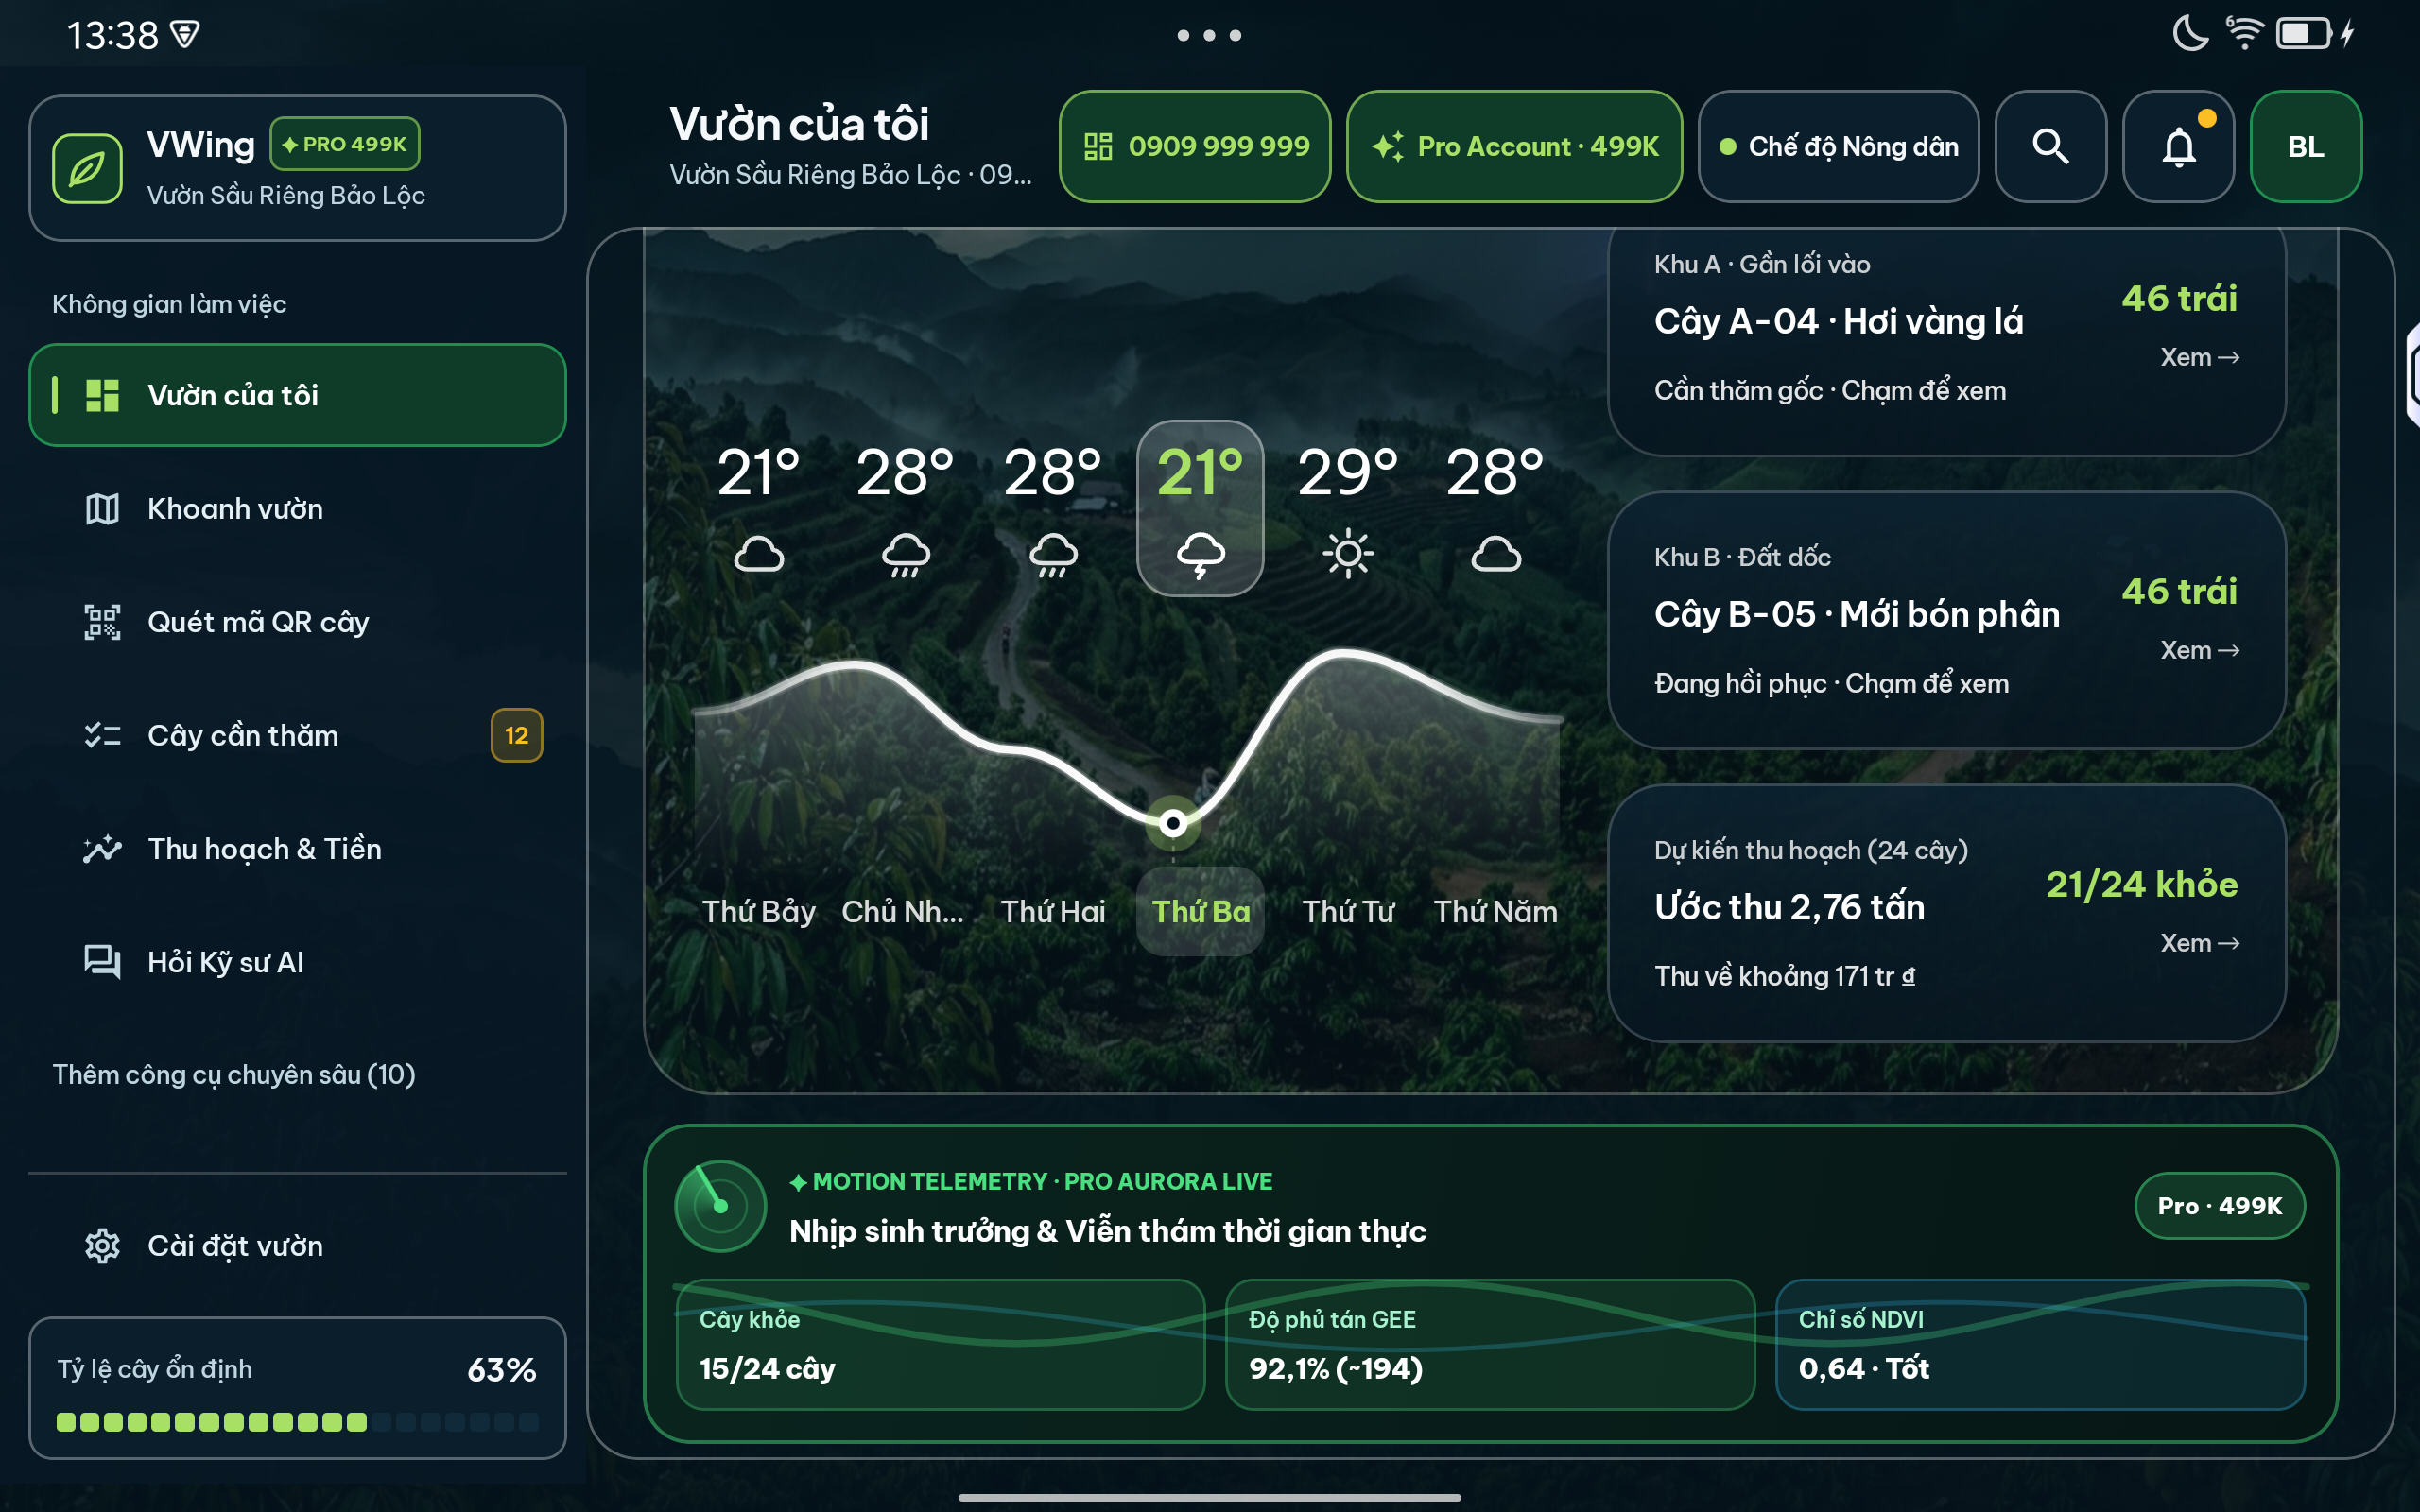 13:38
6
VWing
PRO 499K
Vườn Sầu Riêng Bảo Lộc
Không gian làm việc
Vườn của tôi
Khoanh vườn
Quét mã QR cây
Cây cần thăm
12
Thu hoạch & Tiền
Hỏi Kỹ sư AI
Thêm công cụ chuyên sâu (10)
Cài đặt vườn
Tỷ lệ cây ổn định
63%
Vườn của tôi
Vườn Sầu Riêng Bảo Lộc · 09...
0909 999 999
Pro Account · 499K
Chế độ Nông dân
BL
21° 28° 28° 21° 29° 28°
Thứ Bảy Chủ Nh... Thứ Hai Thứ Ba Thứ Tư Thứ Năm
Khu A · Gần lối vào
Cây A-04 · Hơi vàng lá
Cần thăm gốc · Chạm để xem
46 trái
Xem →
Khu B · Đất dốc
Cây B-05 · Mới bón phân
Đang hồi phục · Chạm để xem
46 trái
Xem →
Dự kiến thu hoạch (24 cây)
Ước thu 2,76 tấn
Thu về khoảng 171 tr ₫
21/24 khỏe
Xem →
MOTION TELEMETRY · PRO AURORA LIVE
Nhịp sinh trưởng & Viễn thám thời gian thực
Pro · 499K
Cây khỏe
15/24 cây
Độ phủ tán GEE
92,1% (~194)
Chỉ số NDVI
0,64 · Tốt